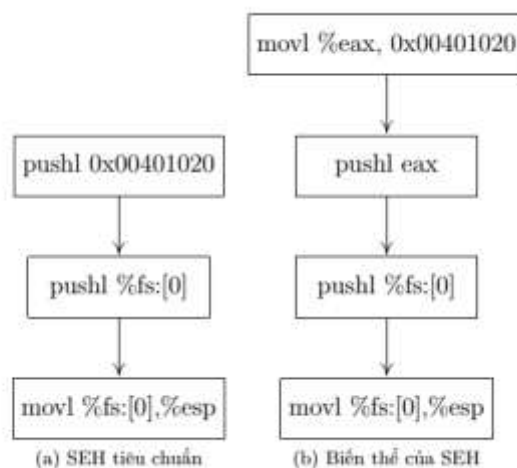 movl %eax, 0x00401020
pushl 0x00401020
pushl eax
pushl %fs:[0]
pushl %fs:[0]
movl %fs:[0],%esp
movl %fs:[0],%esp
(a) SEH tiêu chuẩn
(b) Biến thể của SEH